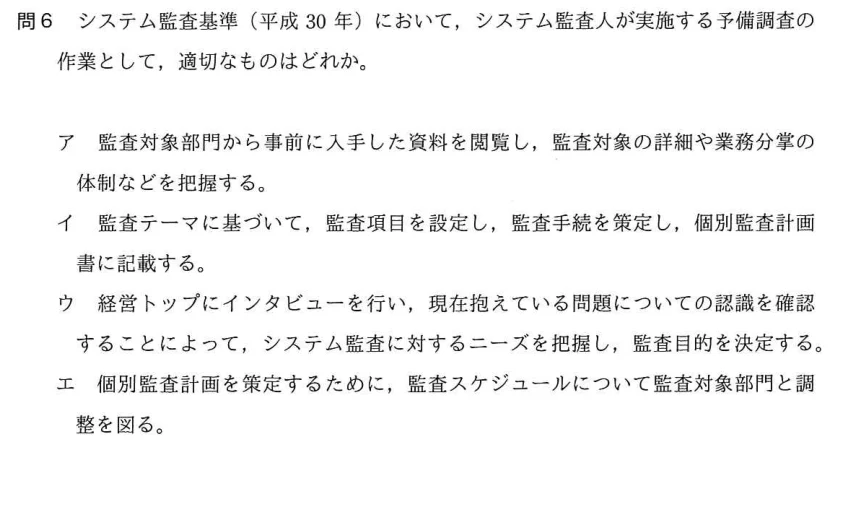 問6 システム監査基準（平成 30 年）において，システム監査人が実施する予備調査の
作業として，適切なものはどれか。
ア 監査対象部門から事前に入手した資料を閲覧し，監査対象の詳細や業務分掌の
体制などを把握する。
イ 監査テーマに基づいて，監査項目を設定し，監査手続を策定し，個別監査計画
書に記載する。
ウ 経営トップにインタビューを行い，現在抱えている問題についての認識を確認
することによって，システム監査に対するニーズを把握し，監査目的を決定する。
エ 個別監査計画を策定するために，監査スケジュールについて監査対象部門と調
整を図る。